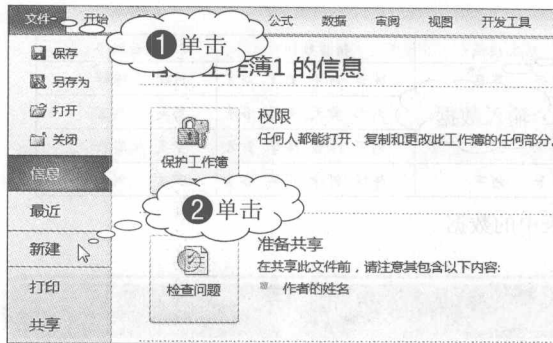 文件 开始 公式 数据 审阅 视图 开发工具
❶单击
保存
工作簿1 的信息
另存为
打开
权限
任何人都能打开、复制和更改此工作簿的任何部分。
关闭
保护工作簿
信息
❷单击
最近
新建
准备共享
在共享此文件前，请注意其包含以下内容:
检查问题
作者的姓名
打印
共享